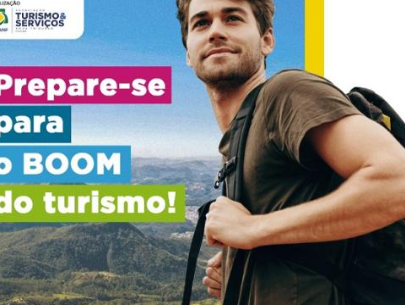 TURISMO&
SERVIÇOS
Prepare-se
para
o BOOM
do turismo!